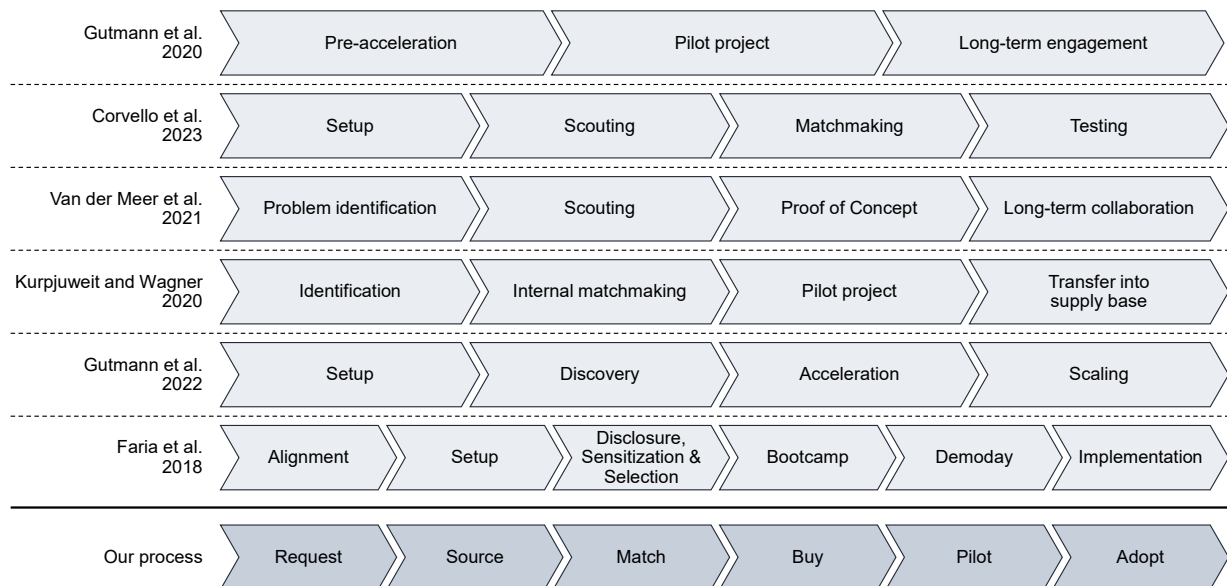 Gutmann et al.
2020
Pre-acceleration
Pilot project
Long-term engagement
Corvello et al.
2023
Setup
Scouting
Matchmaking
Testing
Van der Meer et al.
2021
Problem identification
Scouting
Proof of Concept
Long-term collaboration
Kurpjuweit and Wagner
2020
Identification
Internal matchmaking
Pilot project
Transfer into
supply base
Gutmann et al.
2022
Setup
Discovery
Acceleration
Scaling
Faria et al.
2018
Alignment
Setup
Disclosure,
Sensitization &
Selection
Bootcamp
Demoday
Implementation
Our process
Request
Source
Match
Buy
Pilot
Adopt